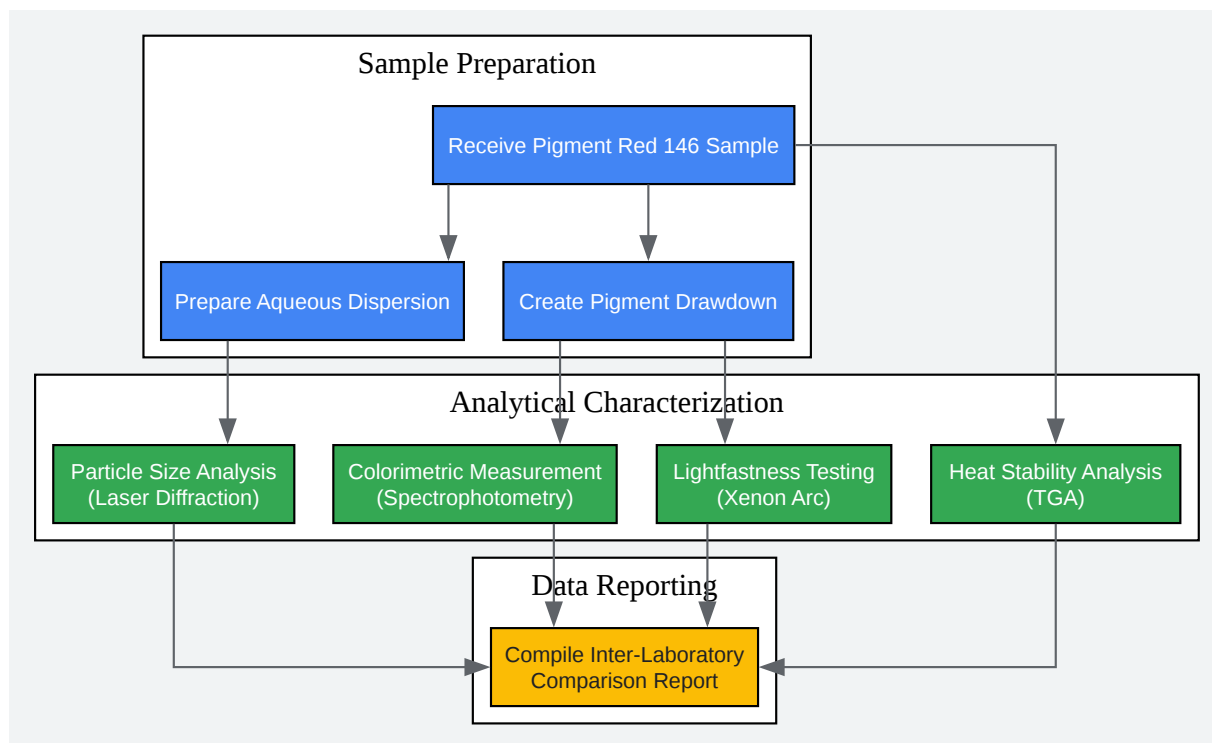 Sample Preparation
Receive Pigment Red 146 Sample
Prepare Aqueous Dispersion
Create Pigment Drawdown
Analytical Characterization
Particle Size Analysis
(Laser Diffraction)
Colorimetric Measurement
(Spectrophotometry)
Lightfastness Testing
(Xenon Arc)
Heat Stability Analysis
(TGA)
Data Reporting
Compile Inter-Laboratory
Comparison Report